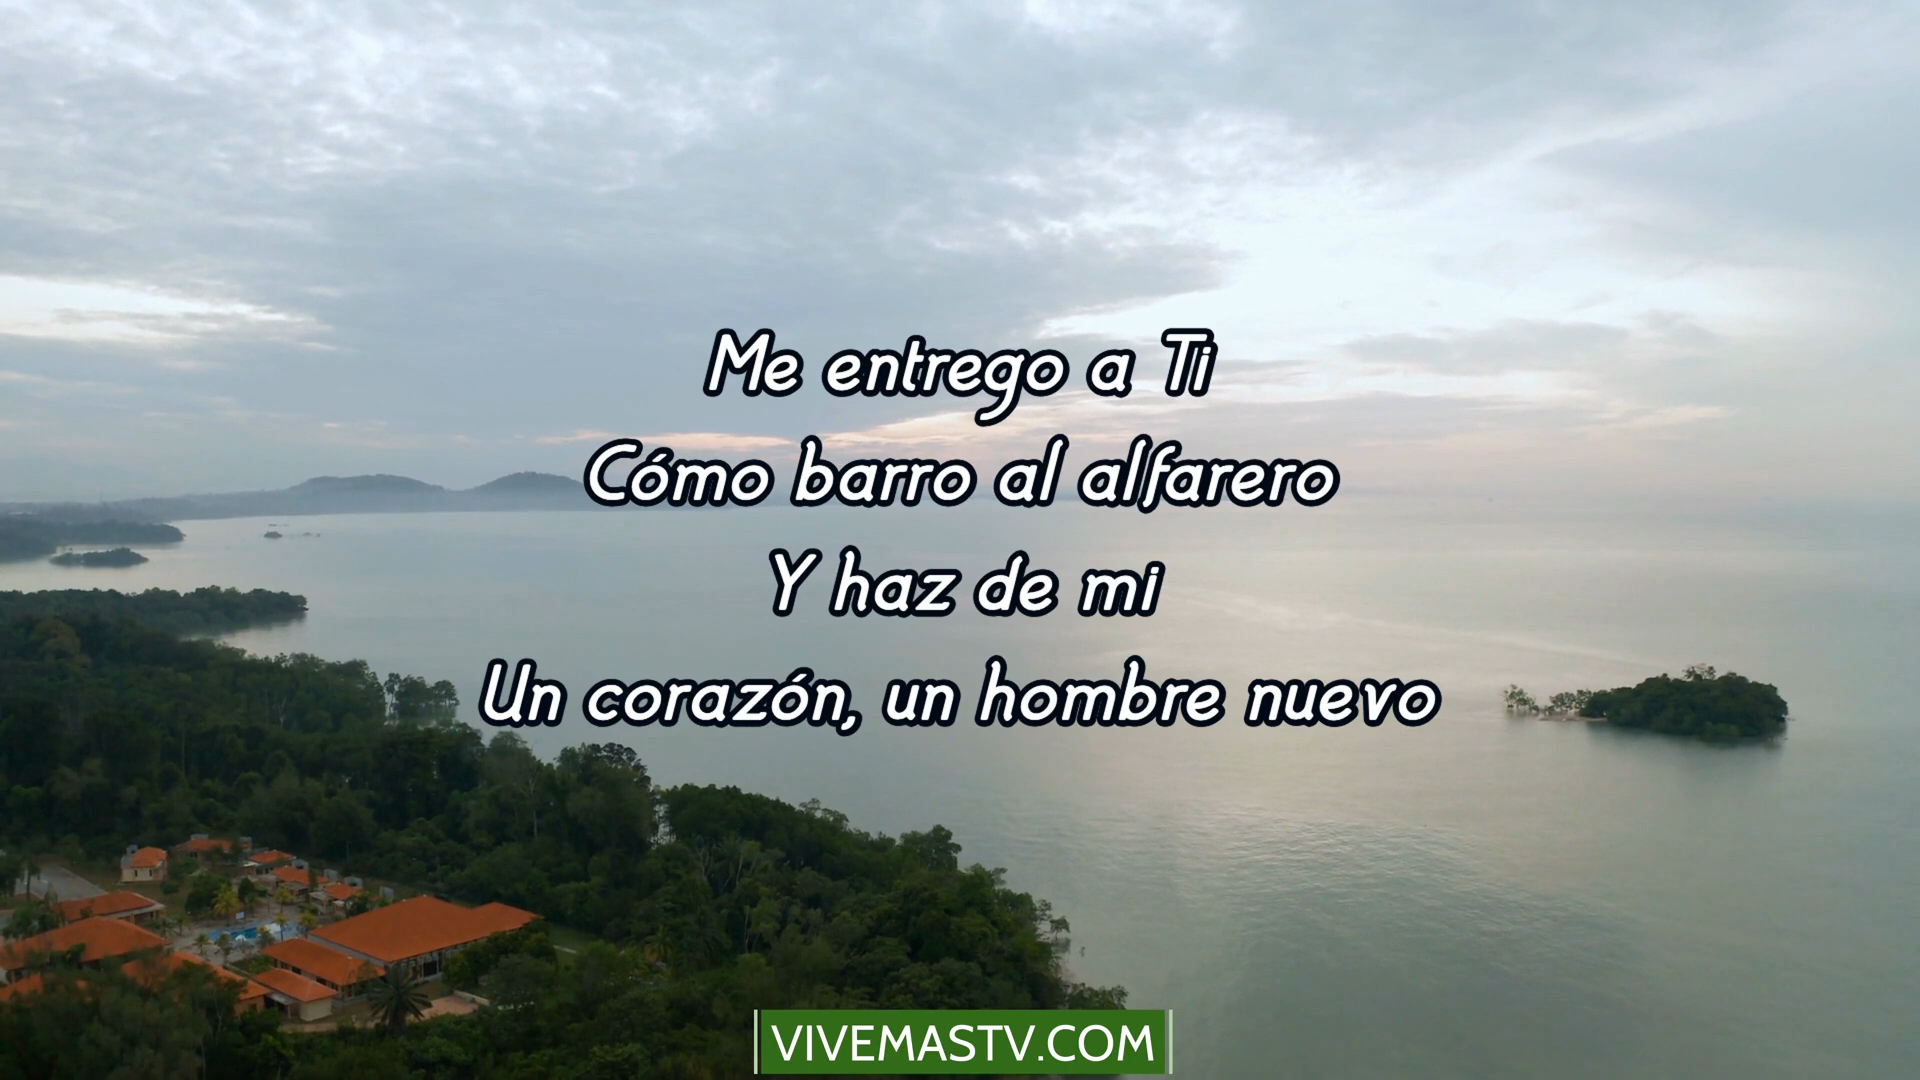 Me entrego a Ti
Cómo barro al alfarero
Y haz de mi
Un corazón, un hombre nuevo
VIVEMASTV.COM